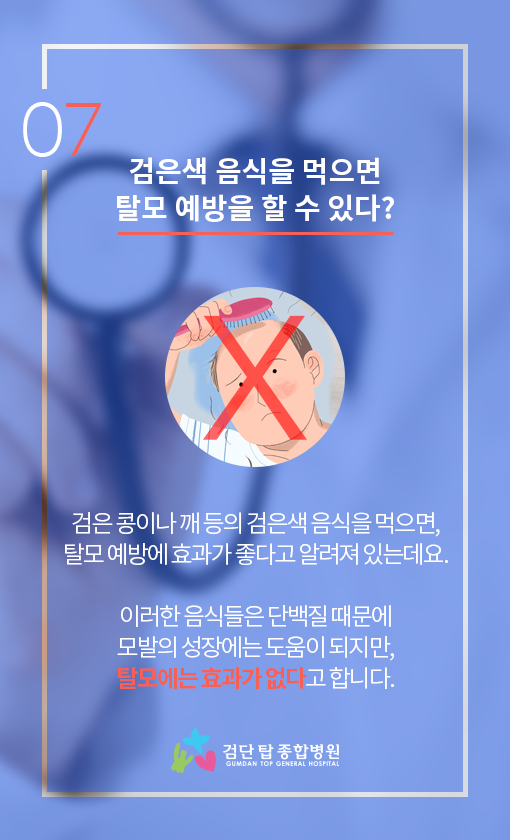 07
검은색 음식을 먹으면
탈모 예방을 할 수 있다?
검은 콩이나 깨 등의 검은색 음식을 먹으면,
탈모 예방에 효과가 좋다고 알려져 있는데요.
이러한 음식들은 단백질 때문에
모발의 성장에는 도움이 되지만,
탈모에는 효과가 없다고 합니다.
검단 탑 종합병원
GUMDAN TOP GENERAL HOSPITAL